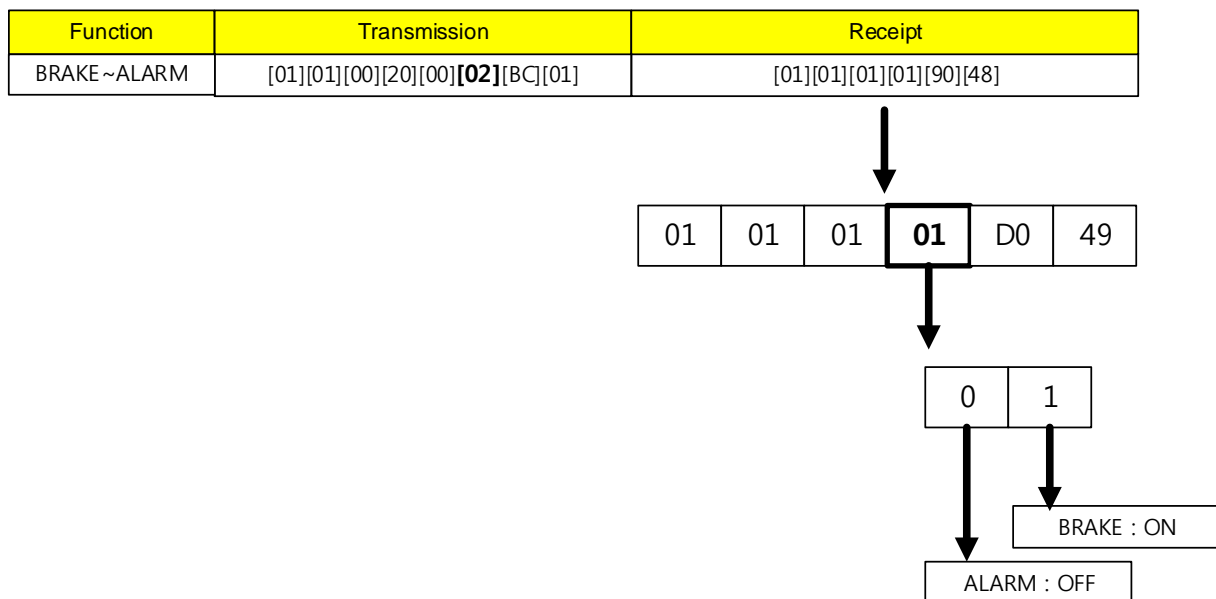 Function Transmission Receipt
BRAKE~ALARM [01][01][00][20][00][02][BC][01] [01][01][01][01][90][48]
01 01 01 01 D0 49
0 1
BRAKE : ON
ALARM : OFF